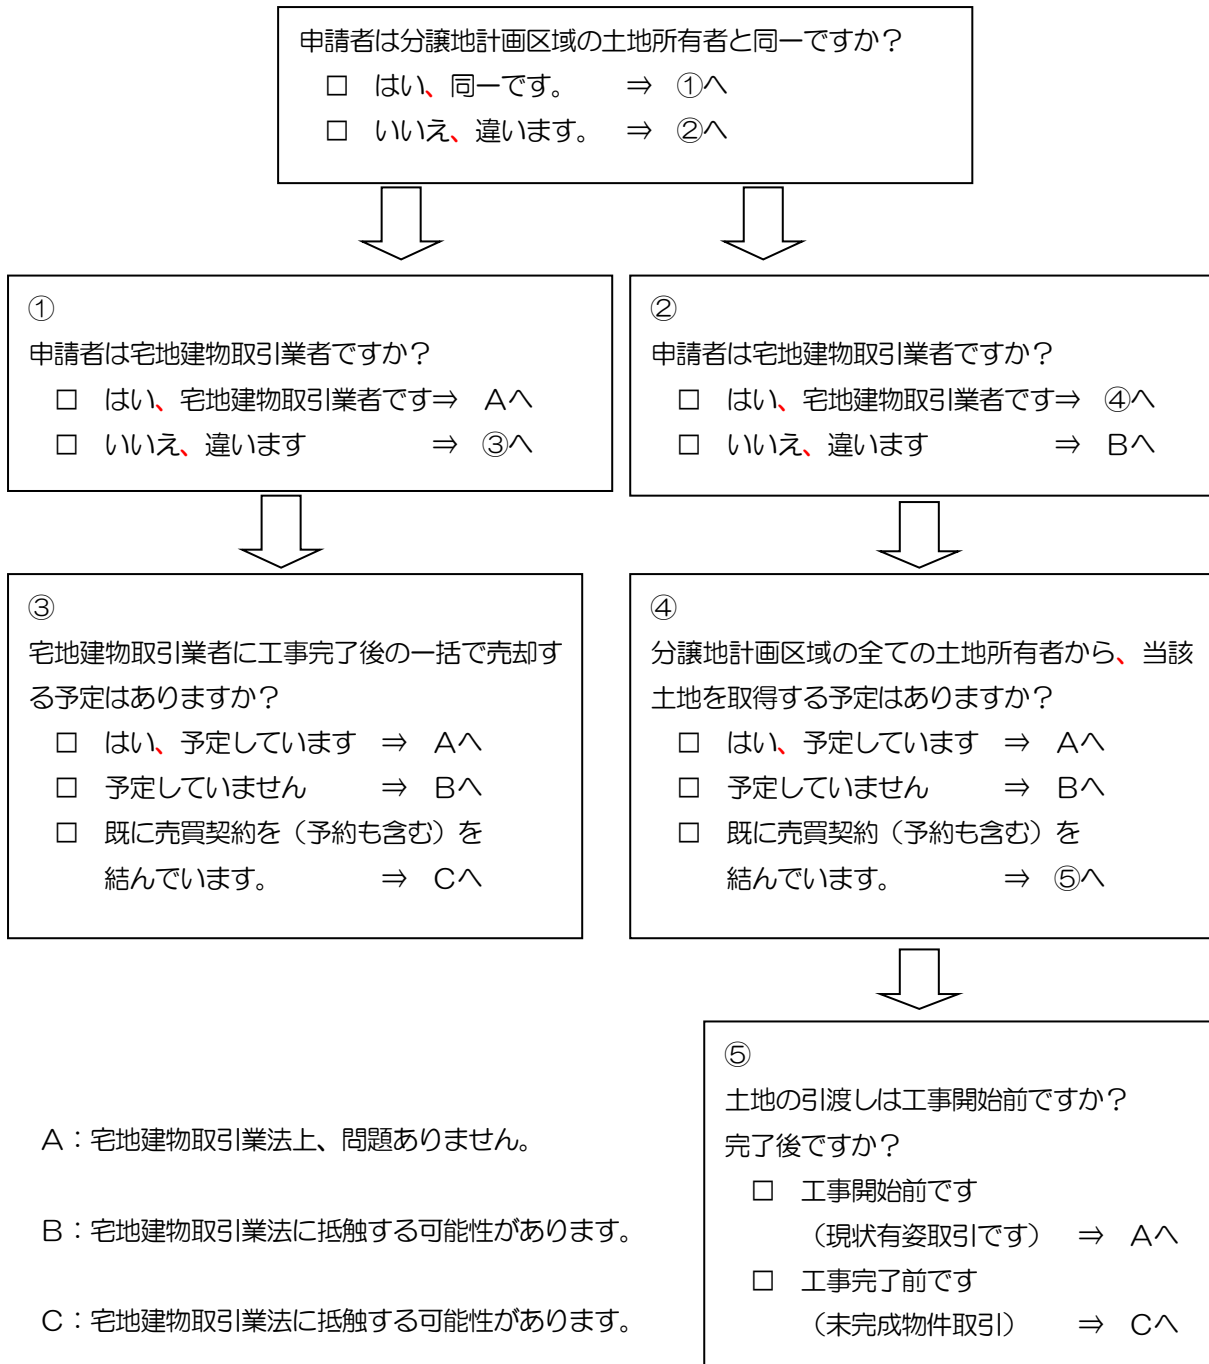 申請者は分譲地計画区域の土地所有者と同一ですか？
□　はい、同一です。　⇒　①へ
□　いいえ、違います。　⇒　②へ
①
申請者は宅地建物取引業者ですか？
□　はい、宅地建物取引業者です⇒　Aへ
□　いいえ、違います　⇒　③へ
②
申請者は宅地建物取引業者ですか？
□　はい、宅地建物取引業者です⇒　④へ
□　いいえ、違います　⇒　Bへ
③
宅地建物取引業者に工事完了後の一括で売却す
る予定はありますか？
□　はい、予定しています　⇒　Aへ
□　予定していません　⇒　Bへ
□　既に売買契約を（予約も含む）を
結んでいます。　⇒　Cへ
④
分譲地計画区域の全ての土地所有者から、当該
土地を取得する予定はありますか？
□　はい、予定しています　⇒　Aへ
□　予定していません　⇒　Bへ
□　既に売買契約（予約も含む）を
結んでいます。　⇒　⑤へ
⑤
土地の引渡しは工事開始前ですか？
完了後ですか？
□　工事開始前です
（現状有姿取引です）　⇒　Aへ
□　工事完了前です
（未完成物件取引）　⇒　Cへ
A：宅地建物取引業法上、問題ありません。
B：宅地建物取引業法に抵触する可能性があります。
C：宅地建物取引業法に抵触する可能性があります。